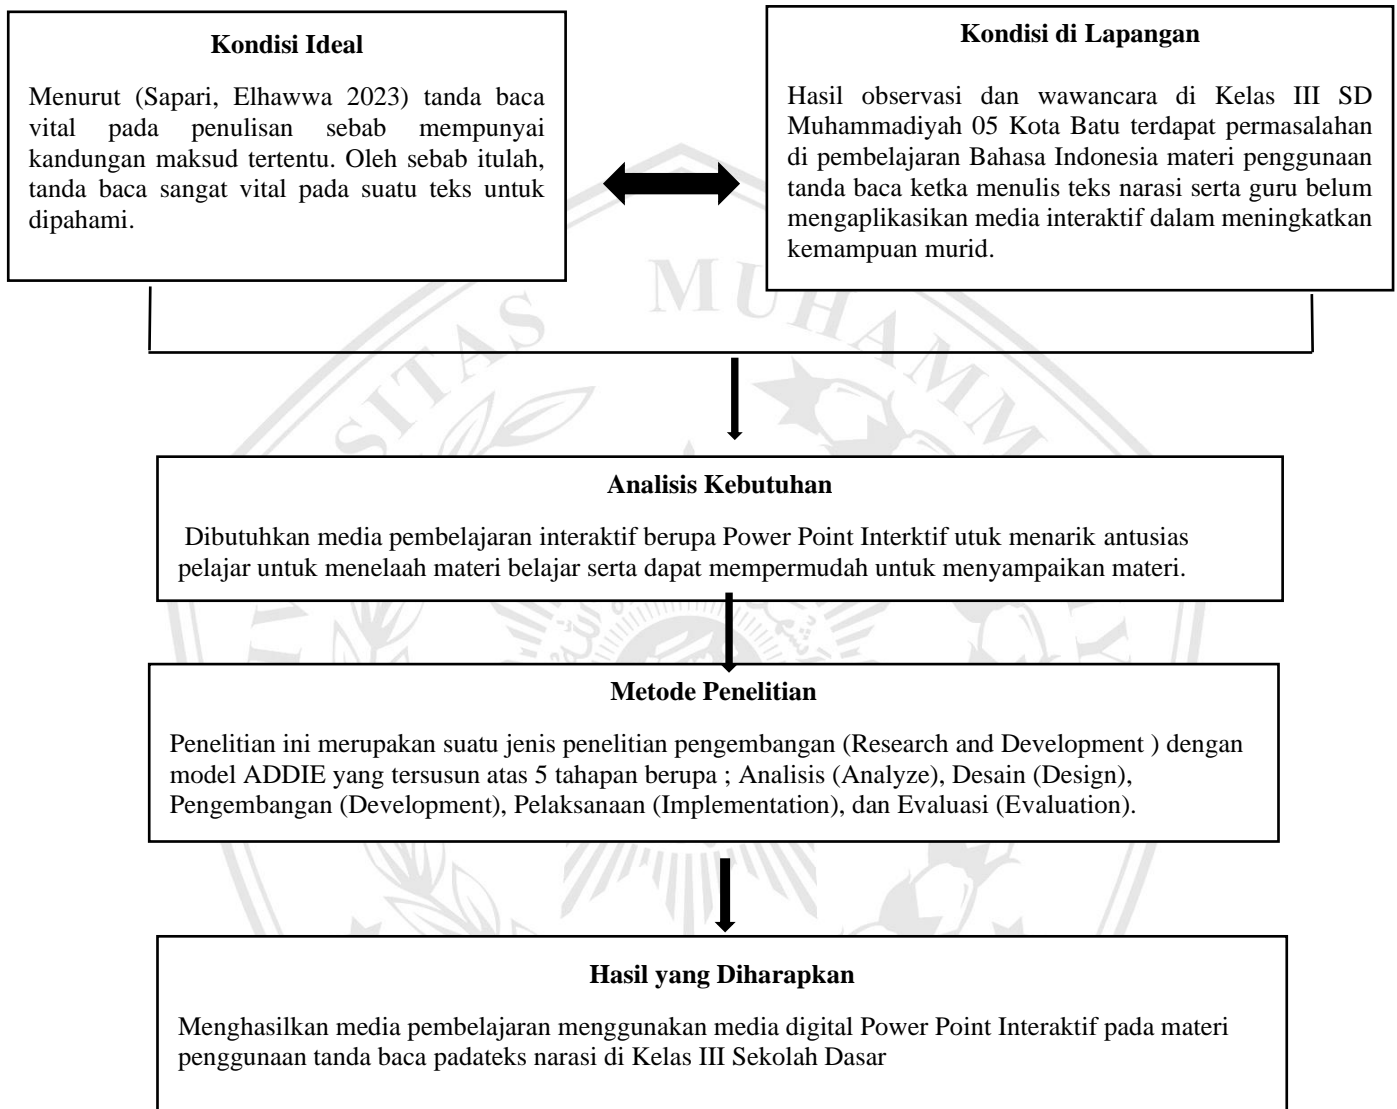 Kondisi Ideal
Menurut (Sapari, Elhawwa 2023) tanda baca
vital pada penulisan sebab mempunyai
kandungan maksud tertentu. Oleh sebab itulah,
tanda baca sangat vital pada suatu teks untuk
dipahami.
Kondisi di Lapangan
Hasil observasi dan wawancara di Kelas III SD
Muhammadiyah 05 Kota Batu terdapat permasalahan
di pembelajaran Bahasa Indonesia materi penggunaan
tanda baca ketka menulis teks narasi serta guru belum
mengaplikasikan media interaktif dalam meningkatkan
kemampuan murid.
SITAS MUHAMM
Analisis Kebutuhan
Dibutuhkan media pembelajaran interaktif berupa Power Point Interktif utuk menarik antusias
pelajar untuk menelaah materi belajar serta dapat mempermudah untuk menyampaikan materi.
Metode Penelitian
Penelitian ini merupakan suatu jenis penelitian pengembangan (Research and Development ) dengan
model ADDIE yang tersusun atas 5 tahapan berupa ; Analisis (Analyze), Desain (Design),
Pengembangan (Development), Pelaksanaan (Implementation), dan Evaluasi (Evaluation).
Hasil yang Diharapkan
Menghasilkan media pembelajaran menggunakan media digital Power Point Interaktif pada materi
penggunaan tanda baca padateks narasi di Kelas III Sekolah Dasar